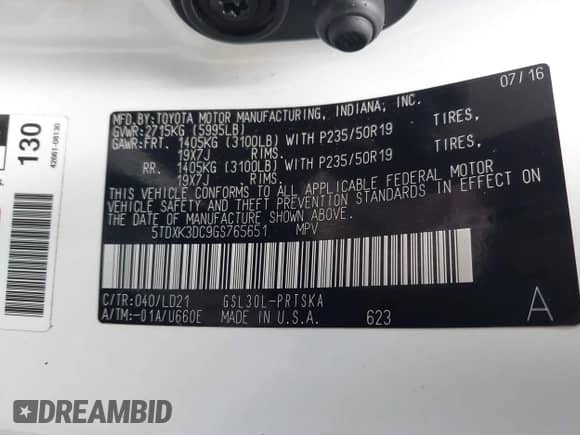 07/16
MFD.BY:TOYOTA MOTOR MANUFACTURING, INDIANA, INC.
GVWR:2715KG (5995LB)
GAWR:FRT. 1405KG (3100LB) WITH P235/50R19 TIRES,
19X7J RIMS.
RR. 1405KG (3100LB) WITH P235/50R19 TIRES,
19X7J RIMS.
THIS VEHICLE CONFORMS TO ALL APPLICABLE FEDERAL MOTOR
VEHICLE SAFETY AND THEFT PREVENTION STANDARDS IN EFFECT ON
THE DATE OF MANUFACTURE SHOWN ABOVE.
5TDXK3DC9GS765651 MPV
C/TR:040/LD21 GSL30L-PRTSKA
A/TM:-01A/U660E MADE IN U.S.A. 623 A
130
42661-08130
DREAMBID